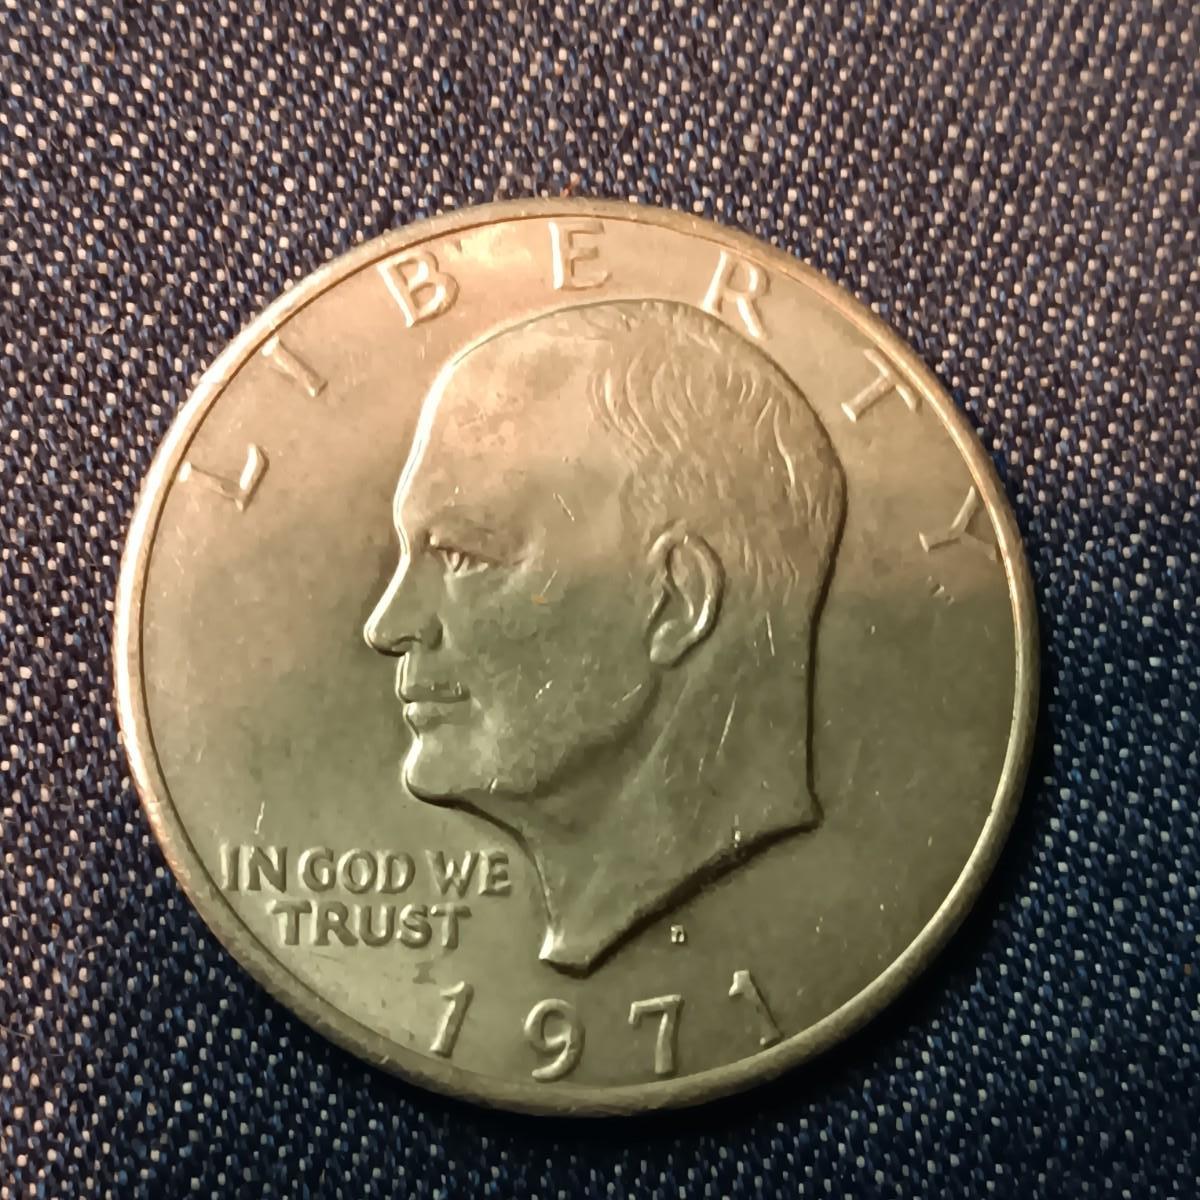 LIBERTY
IN GOD WE
TRUST
1971